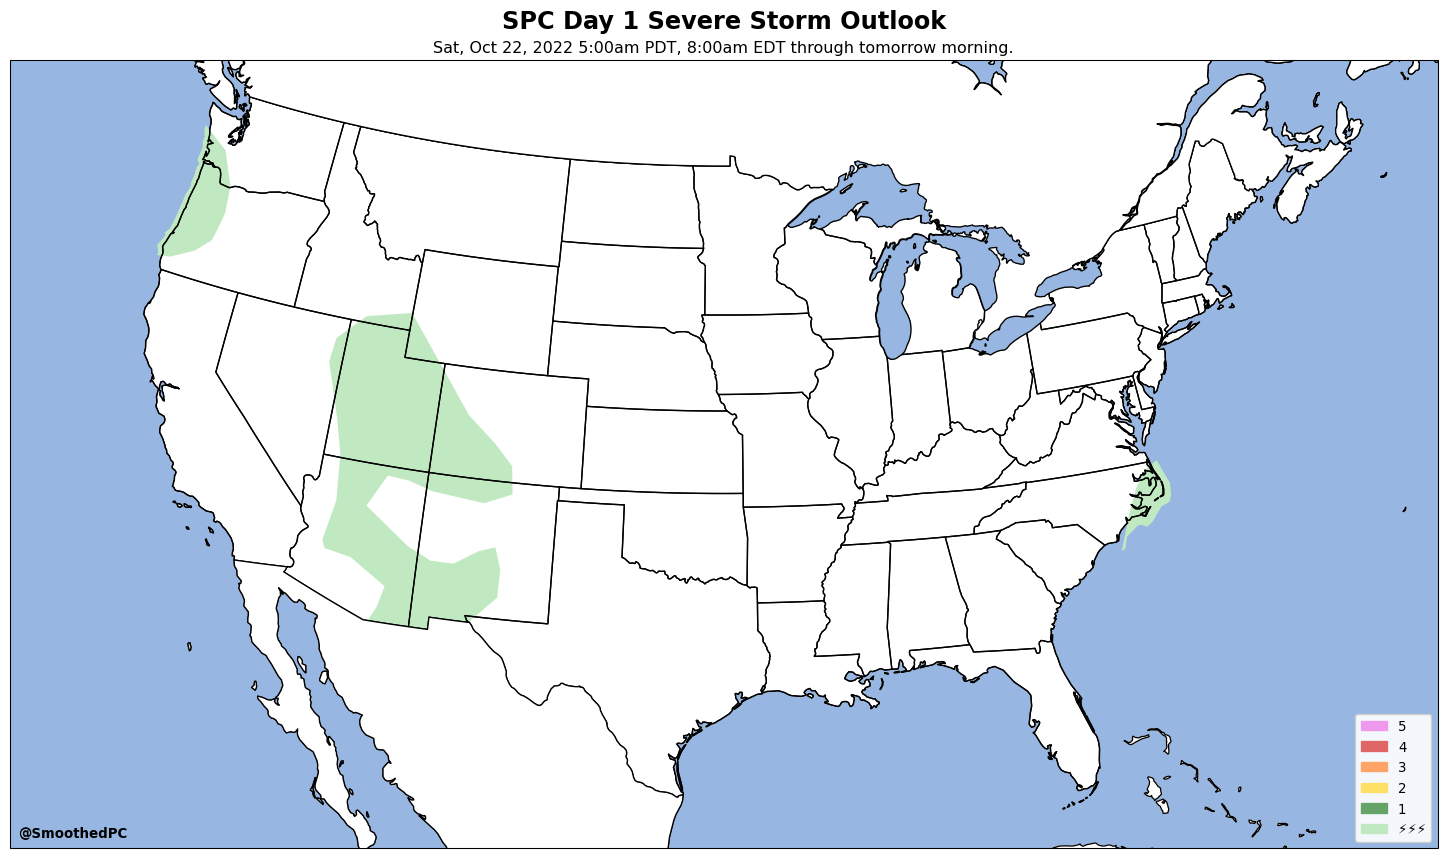 SPC Day 1 Severe Storm Outlook
Sat, Oct 22, 2022 5:00am PDT, 8:00am EDT through tomorrow morning.
5
4
3
2
1
⚡⚡⚡
@SmoothedPC